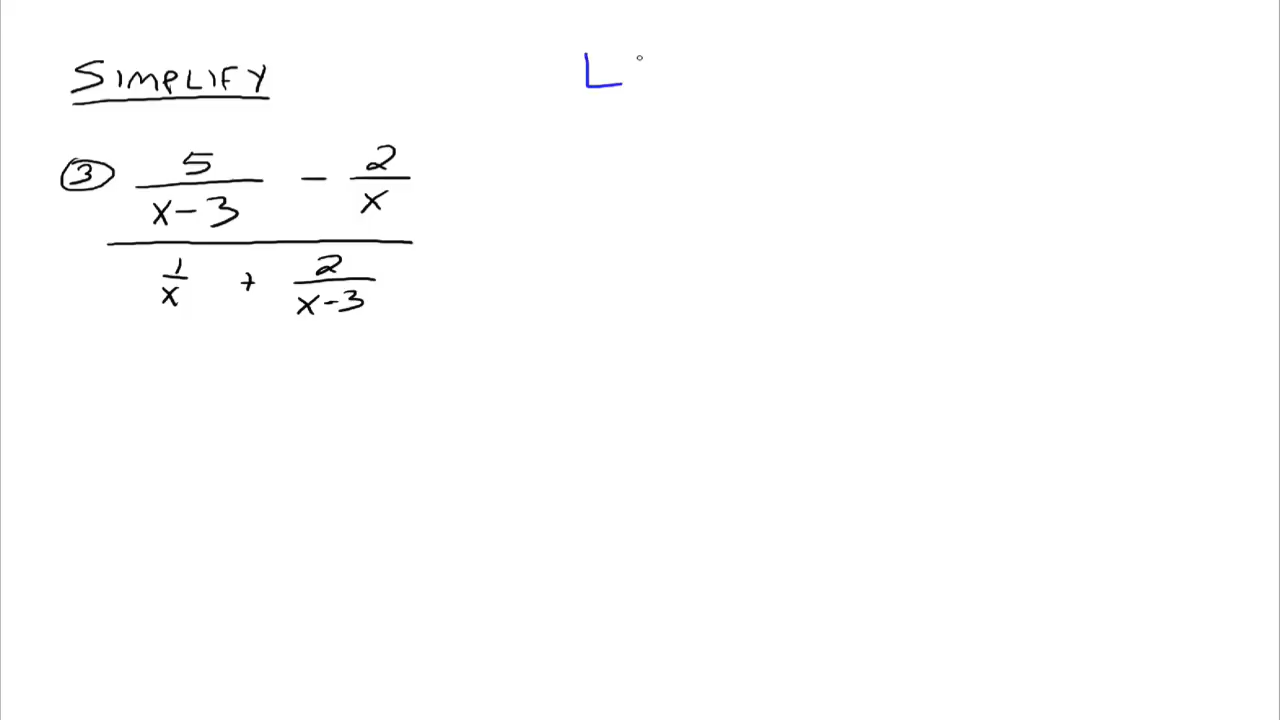 SIMPLIFY L
③ 5/(x-3) - 2/x
1/x + 2/(x-3)